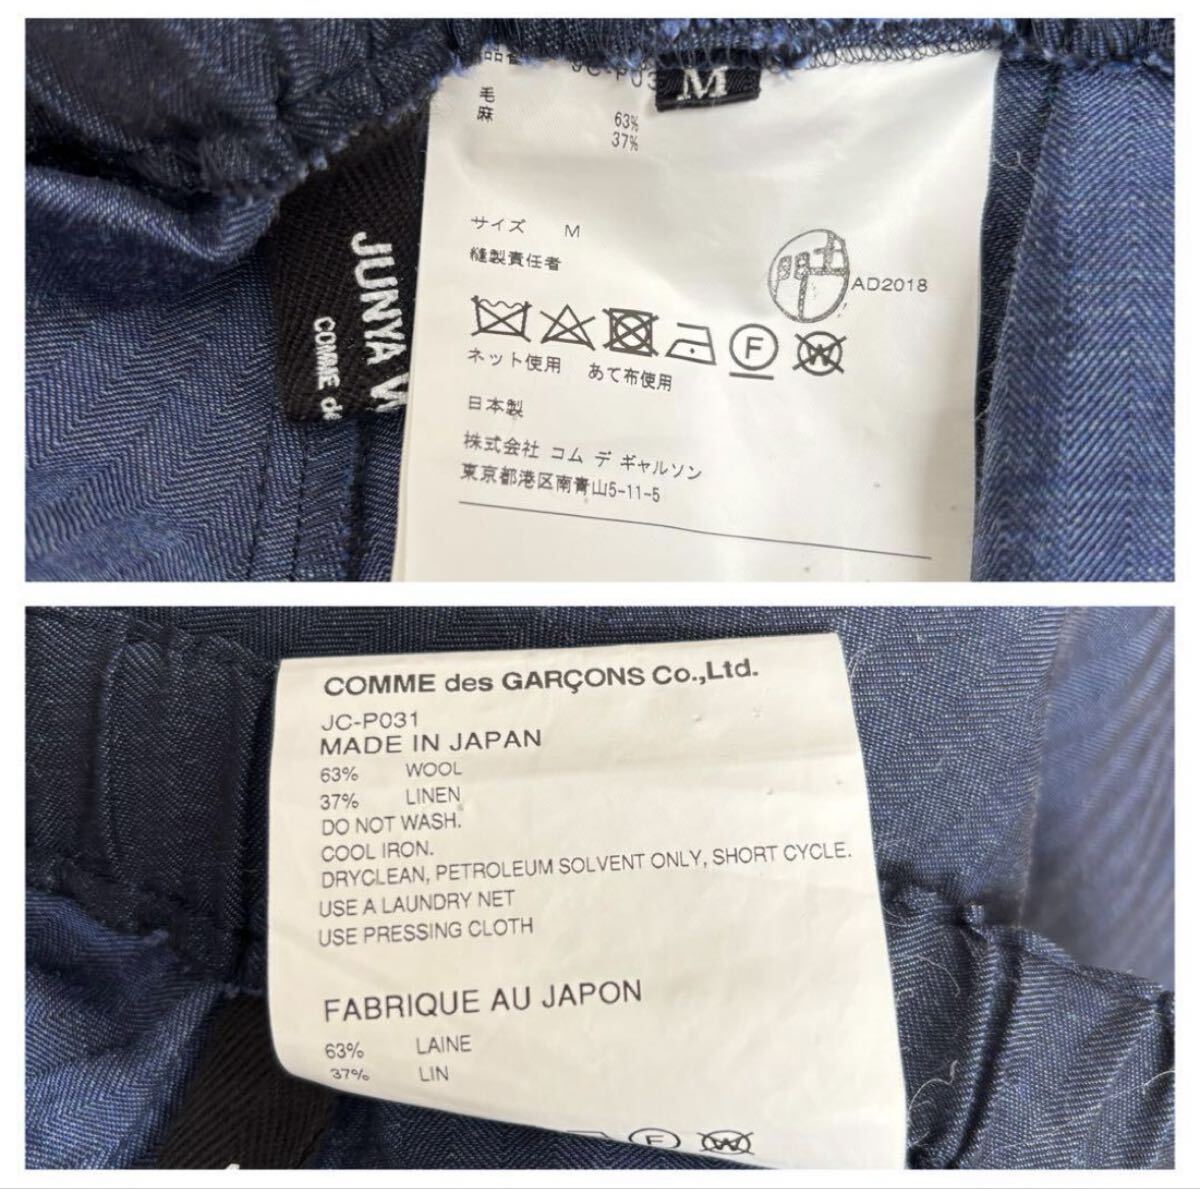 品番 JC-P03
M
毛 63%
麻 37%
サイズ M
縫製責任者
AD2018
F W
ネット使用 あて布使用
日本製
株式会社 コム デ ギャルソン
東京都港区南青山5-11-5
JUNYA W
COMME de
COMME des GARÇONS Co.,Ltd.
JC-P031
MADE IN JAPAN
63% WOOL
37% LINEN
DO NOT WASH.
COOL IRON.
DRYCLEAN, PETROLEUM SOLVENT ONLY, SHORT CYCLE.
USE A LAUNDRY NET
USE PRESSING CLOTH
FABRIQUE AU JAPON
63% LAINE
37% LIN
F W